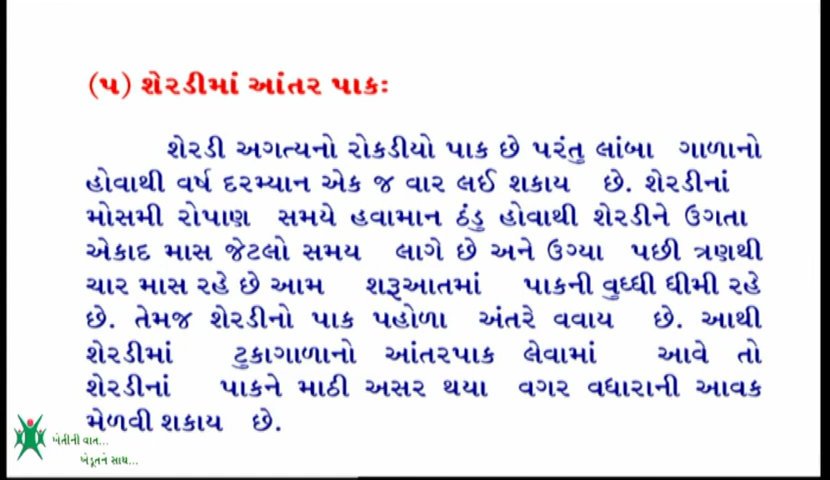 (૫) શેરડીમાં આંતર પાકઃ
શેરડી અગત્યનો રોકડીયો પાક છે પરંતુ લાંબા ગાળાનો
હોવાથી વર્ષ દરમ્યાન એક જ વાર લઈ શકાય છે. શેરડીનાં
મોસમી રોપાણ સમયે હવામાન ઠંડુ હોવાથી શેરડીને ઉગતા
એકાદ માસ જેટલો સમય લાગે છે અને ઉગ્યા પછી ત્રણથી
ચાર માસ રહે છે આમ શરૂઆતમાં પાકની વુધ્ધી ધીમી રહે
છે. તેમજ શેરડીનો પાક પહોળા અંતરે વવાય છે. આથી
શેરડીમાં ટુકાગાળાનો આંતરપાક લેવામાં આવે તો
શેરડીનાં પાકને માઠી અસર થયા વગર વધારાની આવક
મેળવી શકાય છે.
ખેતીની વાત...
ખેડૂતને સાથ...